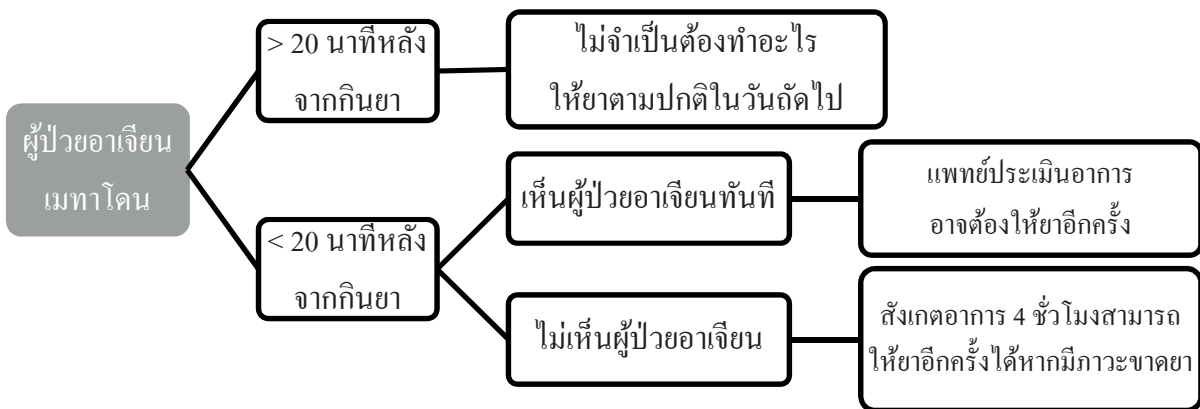 ผู้ป่วยอาเจียน
เมทาโดน
> 20 นาทีหลัง
จากกินยา
ไม่จำเป็นต้องทำอะไร
ให้ยาตามปกติในวันถัดไป
< 20 นาทีหลัง
จากกินยา
เห็นผู้ป่วยอาเจียนทันที
แพทย์ประเมินอาการ
อาจต้องให้ยาอีกครั้ง
ไม่เห็นผู้ป่วยอาเจียน
สังเกตอาการ 4 ชั่วโมงสามารถ
ให้ยาอีกครั้งได้หากมีภาวะขาดยา